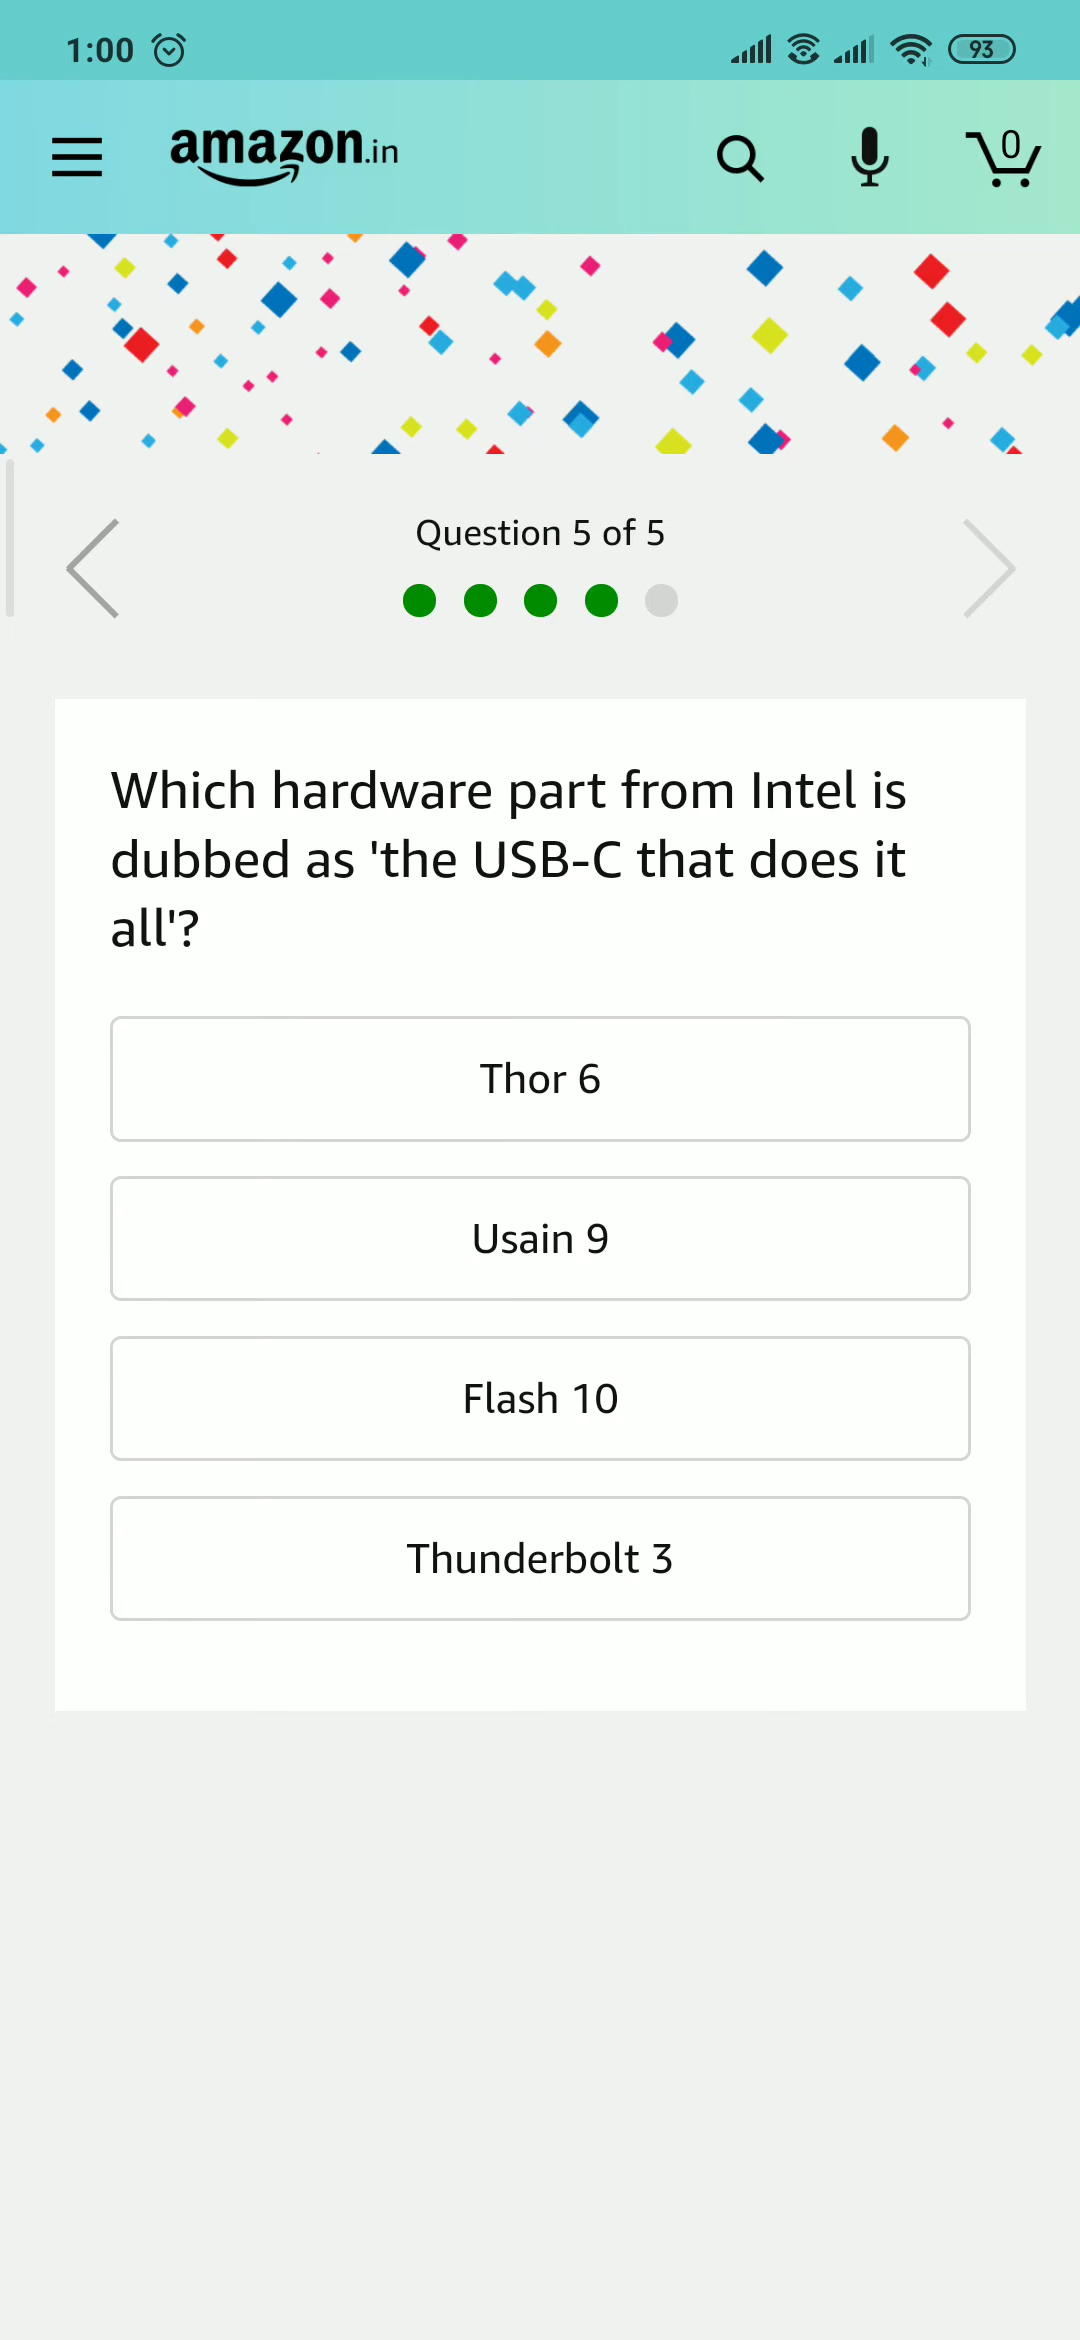 1:00
93
amazon.in
0
Question 5 of 5
Which hardware part from Intel is
dubbed as 'the USB-C that does it
all'?
Thor 6
Usain 9
Flash 10
Thunderbolt 3